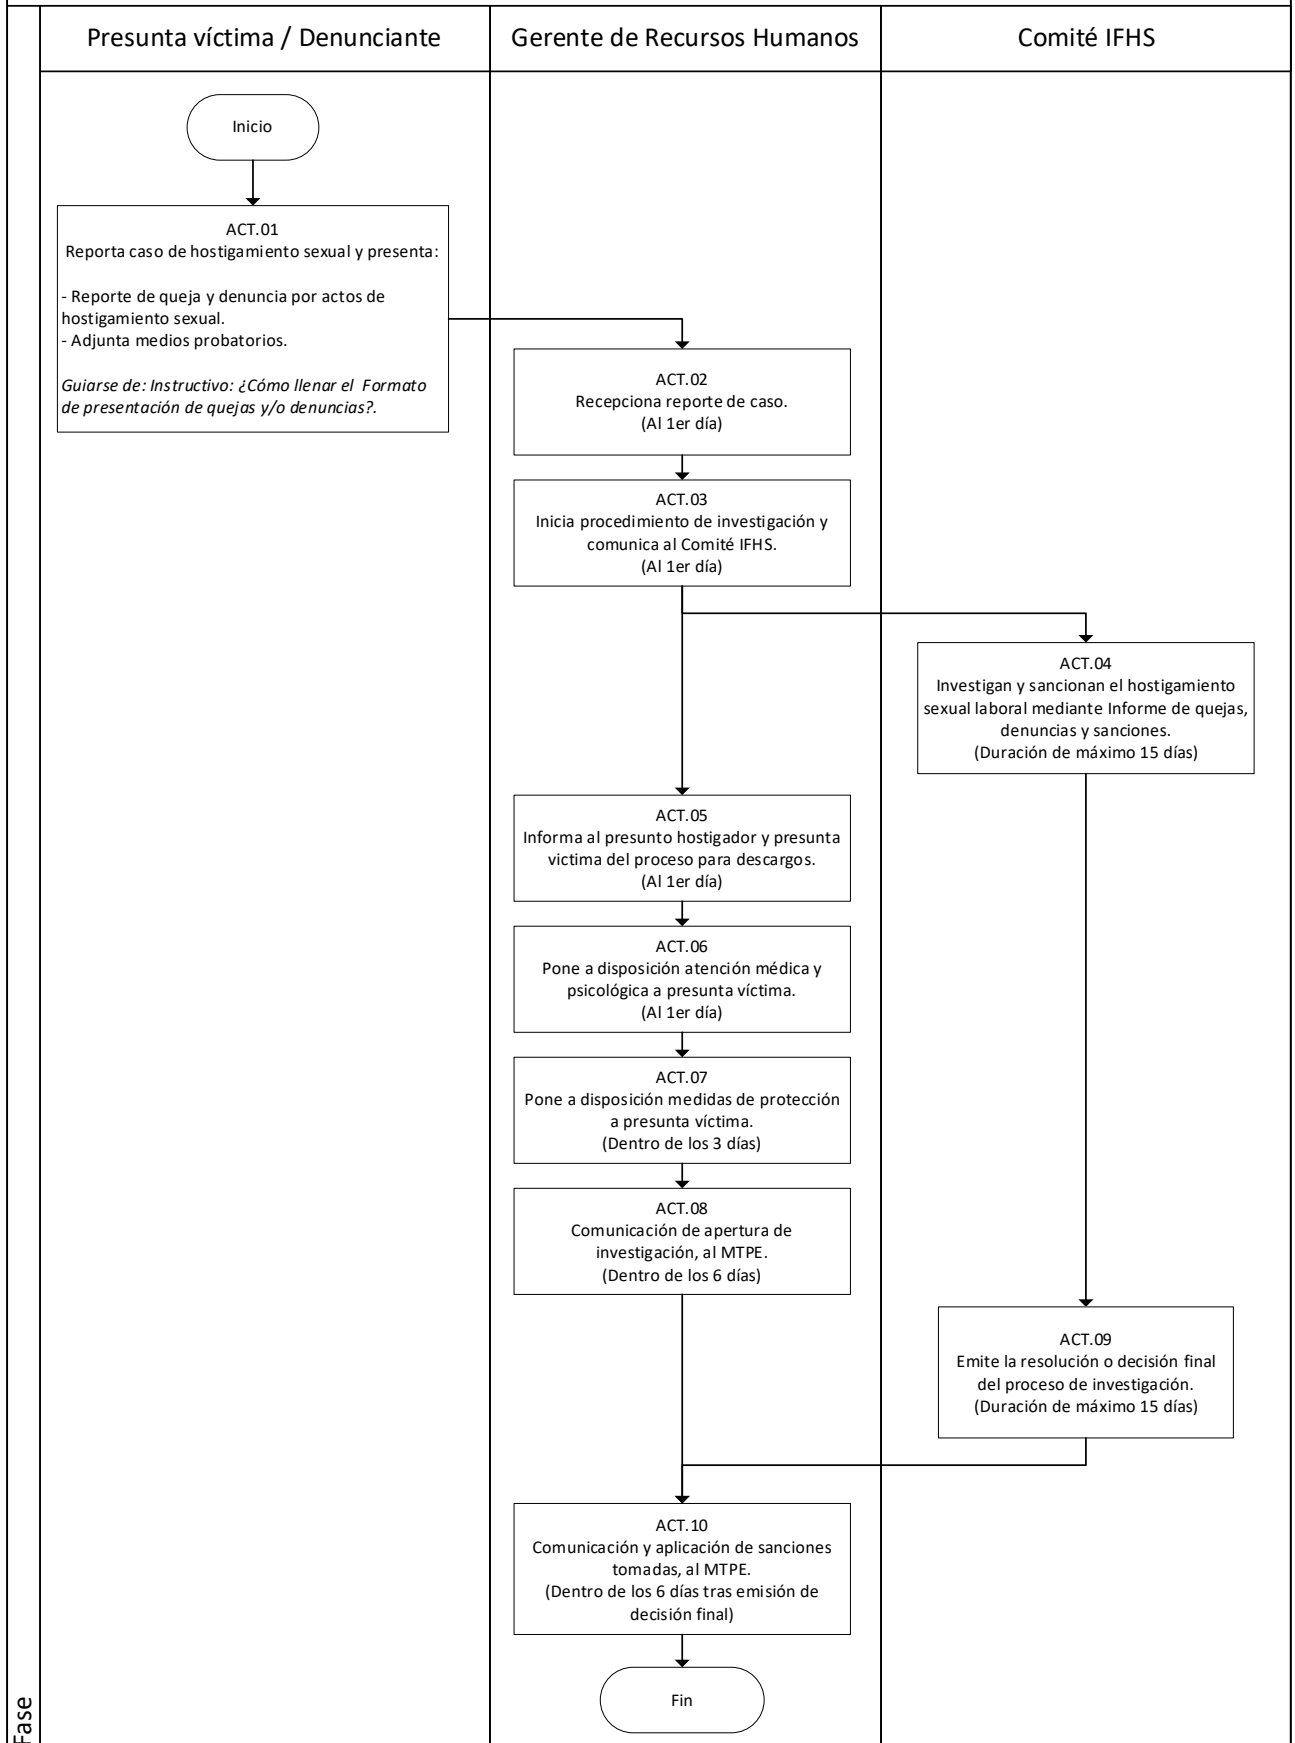 Presunta víctima / Denunciante
Gerente de Recursos Humanos
Comité IFHS
Inicio
ACT.01
Reporta caso de hostigamiento sexual y presenta:
- Reporte de queja y denuncia por actos de
hostigamiento sexual.
- Adjunta medios probatorios.
Guiarse de: Instructivo: ¿Cómo llenar el Formato
de presentación de quejas y/o denuncias?.
ACT.02
Recepciona reporte de caso.
(Al 1er día)
ACT.03
Inicia procedimiento de investigación y
comunica al Comité IFHS.
(Al 1er día)
ACT.04
Investigan y sancionan el hostigamiento
sexual laboral mediante Informe de quejas,
denuncias y sanciones.
(Duración de máximo 15 días)
ACT.05
Informa al presunto hostigador y presunta
victima del proceso para descargos.
(Al 1er día)
ACT.06
Pone a disposición atención médica y
psicológica a presunta víctima.
(Al 1er día)
ACT.07
Pone a disposición medidas de protección
a presunta víctima.
(Dentro de los 3 días)
ACT.08
Comunicación de apertura de
investigación, al MTPE.
(Dentro de los 6 días)
ACT.09
Emite la resolución o decisión final
del proceso de investigación.
(Duración de máximo 15 días)
ACT.10
Comunicación y aplicación de sanciones
tomadas, al MTPE.
(Dentro de los 6 días tras emisión de
decisión final)
Fin
Fase